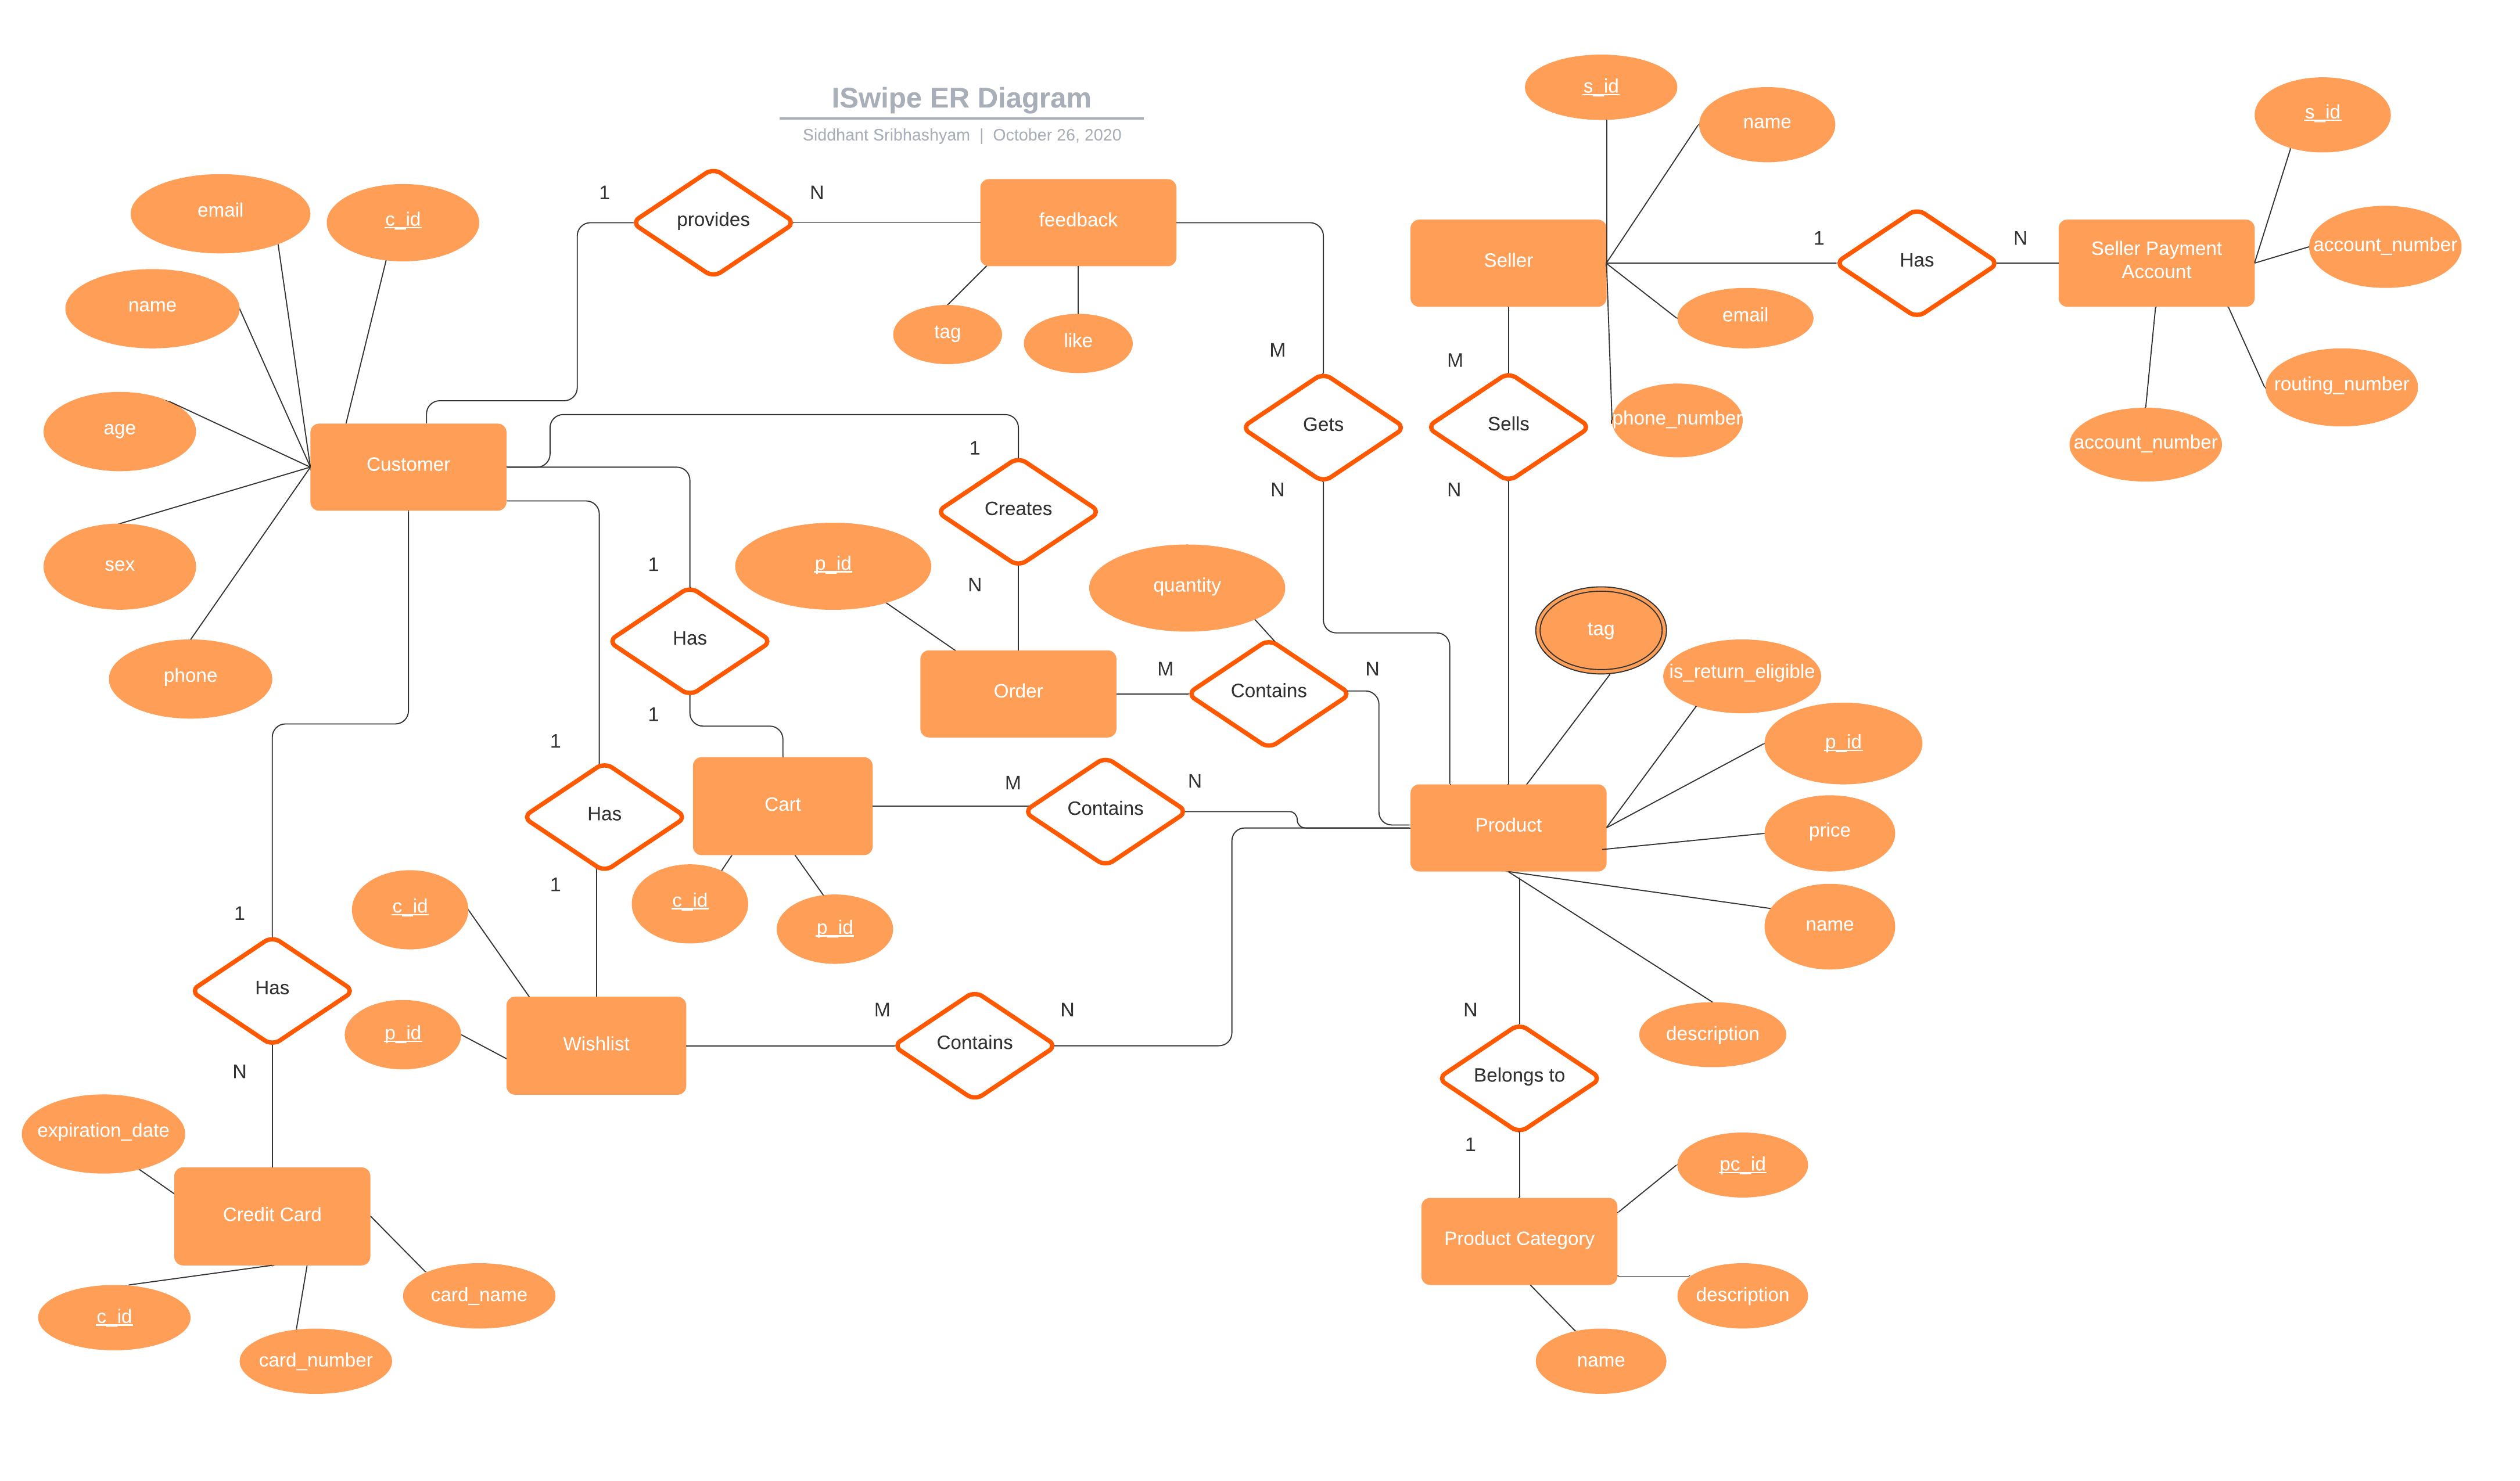 ISwipe ER Diagram
Siddhant Sribhashyam | October 26, 2020
s_id
name
s_id
email
c_id
1
provides
N
feedback
Seller
1
Has
N
Seller Payment
Account
account_number
name
tag
like
email
M
M
routing_number
age
Customer
1
Gets
Sells
phone_number
account_number
N
N
Creates
sex
1
p_id
N
quantity
Has
tag
phone
Order
M
Contains
N
is_return_eligible
1
1
p_id
Has
Cart
M
Contains
N
Product
price
1
c_id
c_id
p_id
name
1
Has
p_id
Wishlist
M
Contains
N
N
description
N
Belongs to
expiration_date
1
pc_id
Credit Card
Product Category
c_id
card_name
description
card_number
name